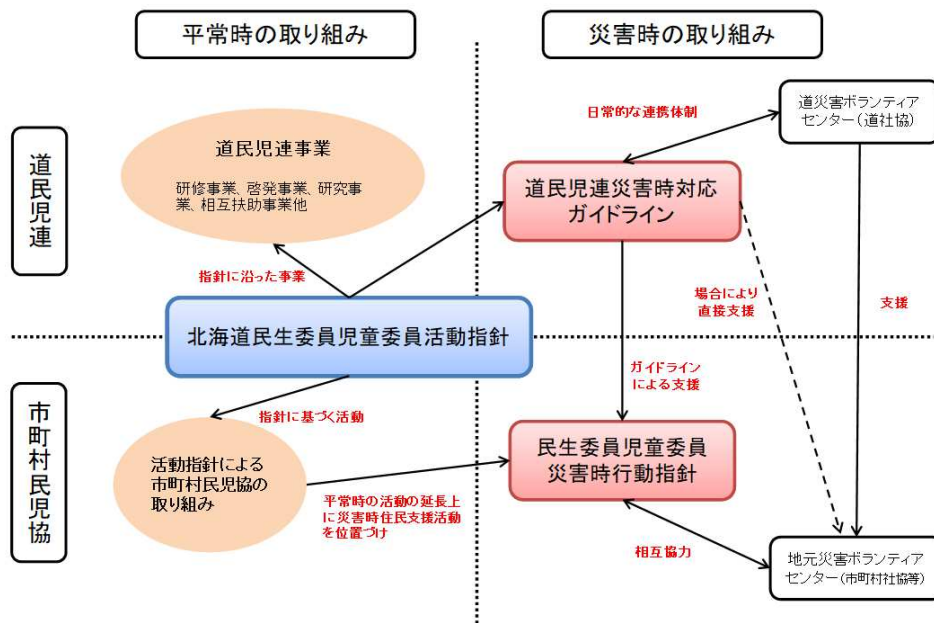 平常時の取り組み
災害時の取り組み
道民児連
道民児連事業
研修事業、啓発事業、研究事
業、相互扶助事業他
日常的な連携体制
道災害ボランティア
センター（道社協）
道民児連災害時対応
ガイドライン
指針に沿った事業
場合により
直接支援
支援
北海道民生委員児童委員活動指針
ガイドライン
による支援
市町村民児協
指針に基づく活動
活動指針による
市町村民児協の
取り組み
民生委員児童委員
災害時行動指針
平常時の活動の延長上
に災害時住民支援活動
を位置づけ
相互協力
地元災害ボランティア
センター（市町村社協等）